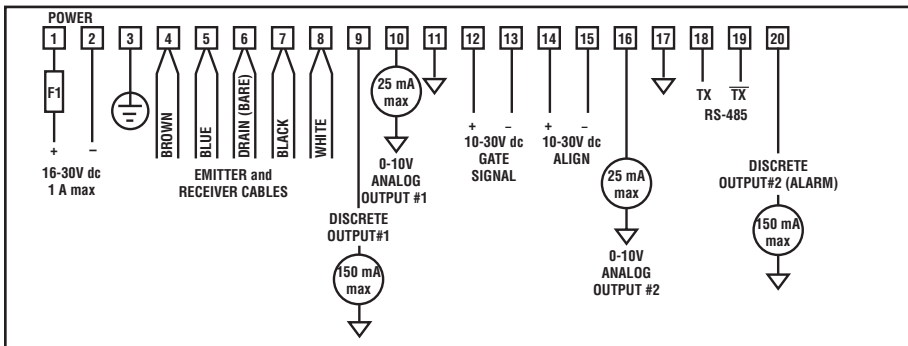 POWER
1 2 3 4 5 6 7 8 9 10 11 12 13 14 15 16 17 18 19 20
F1
+ −
16-30V dc
1 A max
BROWN
BLUE
DRAIN (BARE)
BLACK
WHITE
EMITTER and
RECEIVER CABLES
DISCRETE
OUTPUT#1
150 mA
max
25 mA
max
0-10V
ANALOG
OUTPUT #1
+ −
10-30V dc
GATE
SIGNAL
+ −
10-30V dc
ALIGN
25 mA
max
0-10V
ANALOG
OUTPUT #2
TX T̅X̅
RS-485
DISCRETE
OUTPUT#2 (ALARM)
150 mA
max